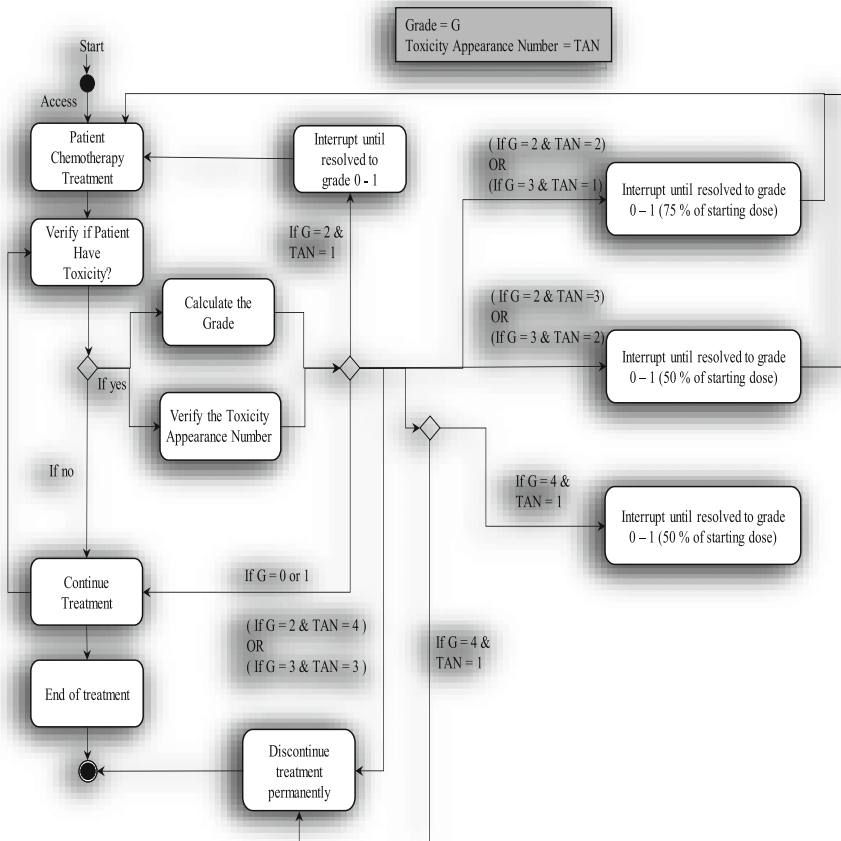 Grade = G
Toxicity Appearance Number = TAN
Start
Access
Patient
Chemotherapy
Treatment
Interrupt until
resolved to
grade 0 - 1
( If G = 2 & TAN = 2)
OR
(If G = 3 & TAN = 1)
Interrupt until resolved to grade
0 – 1 (75 % of starting dose)
Verify if Patient
Have
Toxicity?
If G = 2 &
TAN = 1
Calculate the
Grade
( If G = 2 & TAN =3)
OR
(If G = 3 & TAN = 2)
Interrupt until resolved to grade
0 – 1 (50 % of starting dose)
If yes
Verify the Toxicity
Appearance Number
If no
If G = 4 &
TAN = 1
Interrupt until resolved to grade
0 – 1 (50 % of starting dose)
Continue
Treatment
If G = 0 or 1
( If G = 2 & TAN = 4 )
OR
( If G = 3 & TAN = 3 )
If G = 4 &
TAN = 1
End of treatment
Discontinue
treatment
permanently